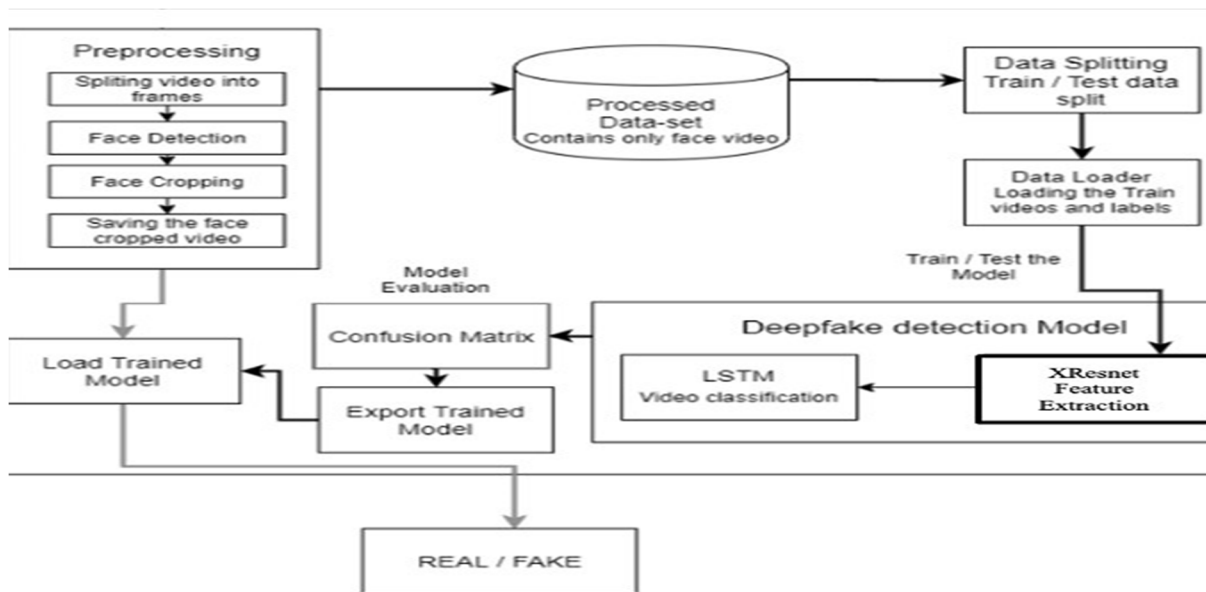 Preprocessing
Spliting video into
frames
Face Detection
Face Cropping
Saving the face
cropped video
Processed
Data-set
Contains only face video
Data Splitting
Train / Test data
split
Data Loader
Loading the Train
videos and labels
Train / Test the
Model
Deepfake detection Model
XResnet
Feature
Extraction
LSTM
Video classification
Model
Evaluation
Confusion Matrix
Export Trained
Model
Load Trained
Model
REAL / FAKE